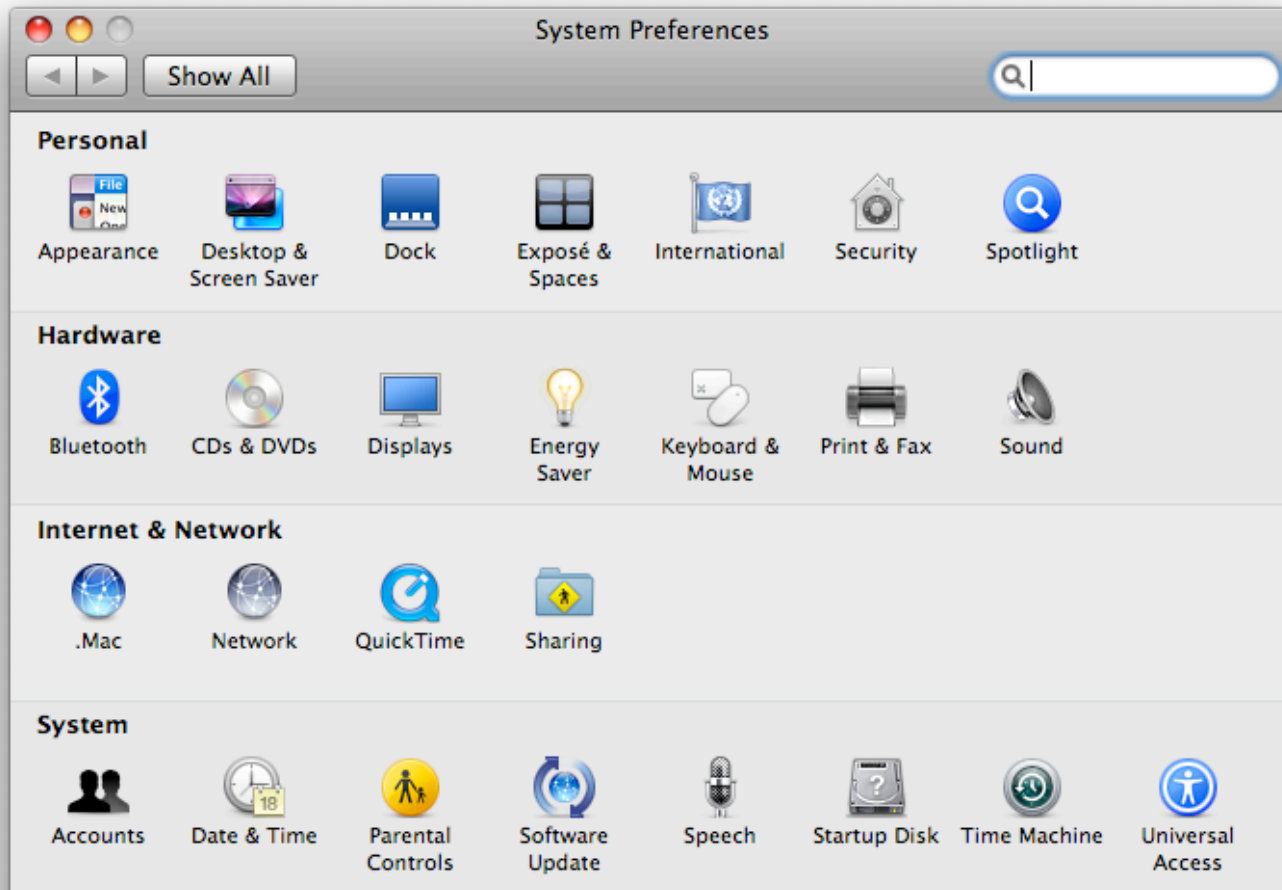 System Preferences
Show All
Personal
File
New
One
Appearance
Desktop &
Screen Saver
Dock
Exposé &
Spaces
International
Security
Spotlight
Hardware
Bluetooth
CDs & DVDs
Displays
Energy
Saver
Keyboard &
Mouse
Print & Fax
Sound
Internet & Network
.Mac
Network
QuickTime
Sharing
System
Accounts
18
Date & Time
Parental
Controls
Software
Update
Speech
?
Startup Disk
Time Machine
Universal
Access